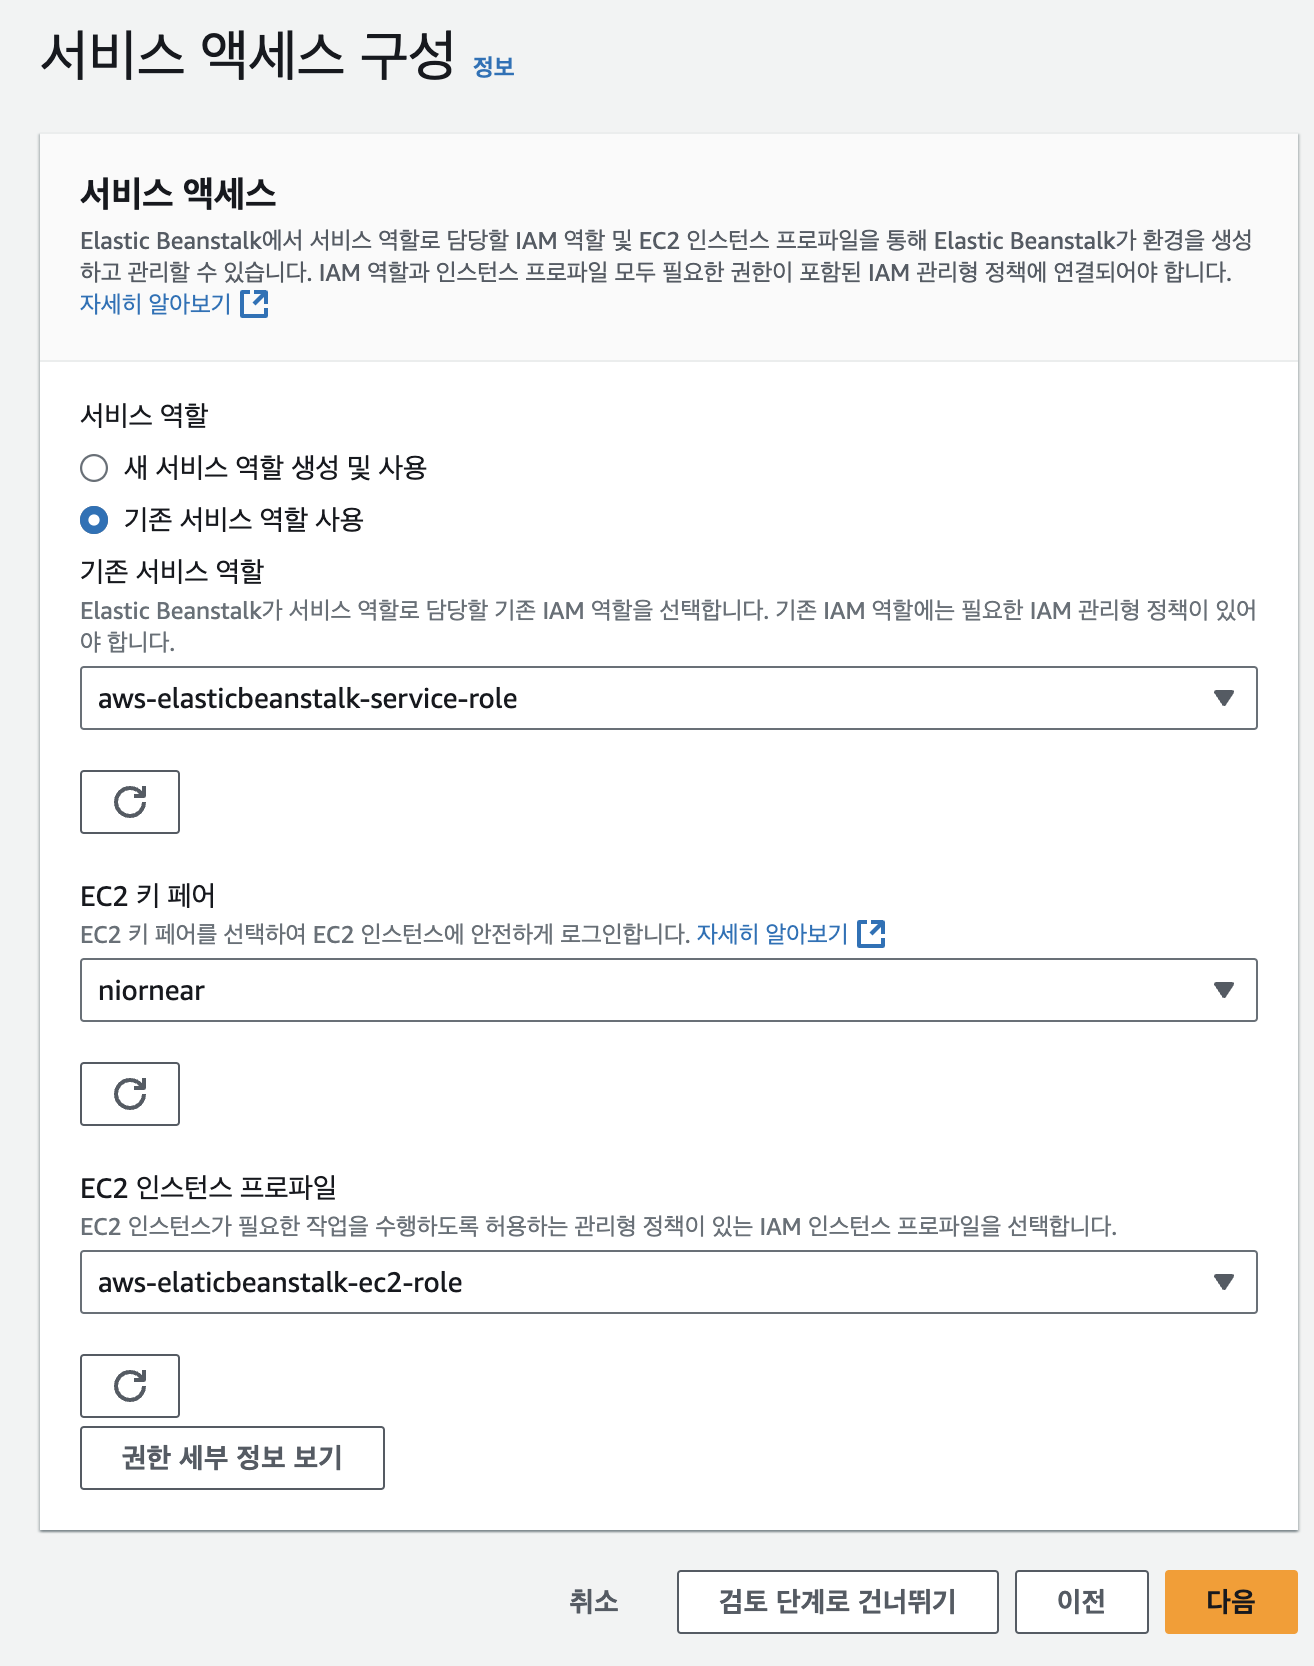 서비스 액세스 구성 정보
서비스 액세스
Elastic Beanstalk에서 서비스 역할로 담당할 IAM 역할 및 EC2 인스턴스 프로파일을 통해 Elastic Beanstalk가 환경을 생성
하고 관리할 수 있습니다. IAM 역할과 인스턴스 프로파일 모두 필요한 권한이 포함된 IAM 관리형 정책에 연결되어야 합니다.
자세히 알아보기
서비스 역할
새 서비스 역할 생성 및 사용
기존 서비스 역할 사용
기존 서비스 역할
Elastic Beanstalk가 서비스 역할로 담당할 기존 IAM 역할을 선택합니다. 기존 IAM 역할에는 필요한 IAM 관리형 정책이 있어
야 합니다.
aws-elasticbeanstalk-service-role
EC2 키 페어
EC2 키 페어를 선택하여 EC2 인스턴스에 안전하게 로그인합니다. 자세히 알아보기
niornear
EC2 인스턴스 프로파일
EC2 인스턴스가 필요한 작업을 수행하도록 허용하는 관리형 정책이 있는 IAM 인스턴스 프로파일을 선택합니다.
aws-elaticbeanstalk-ec2-role
권한 세부 정보 보기
취소 검토 단계로 건너뛰기 이전 다음